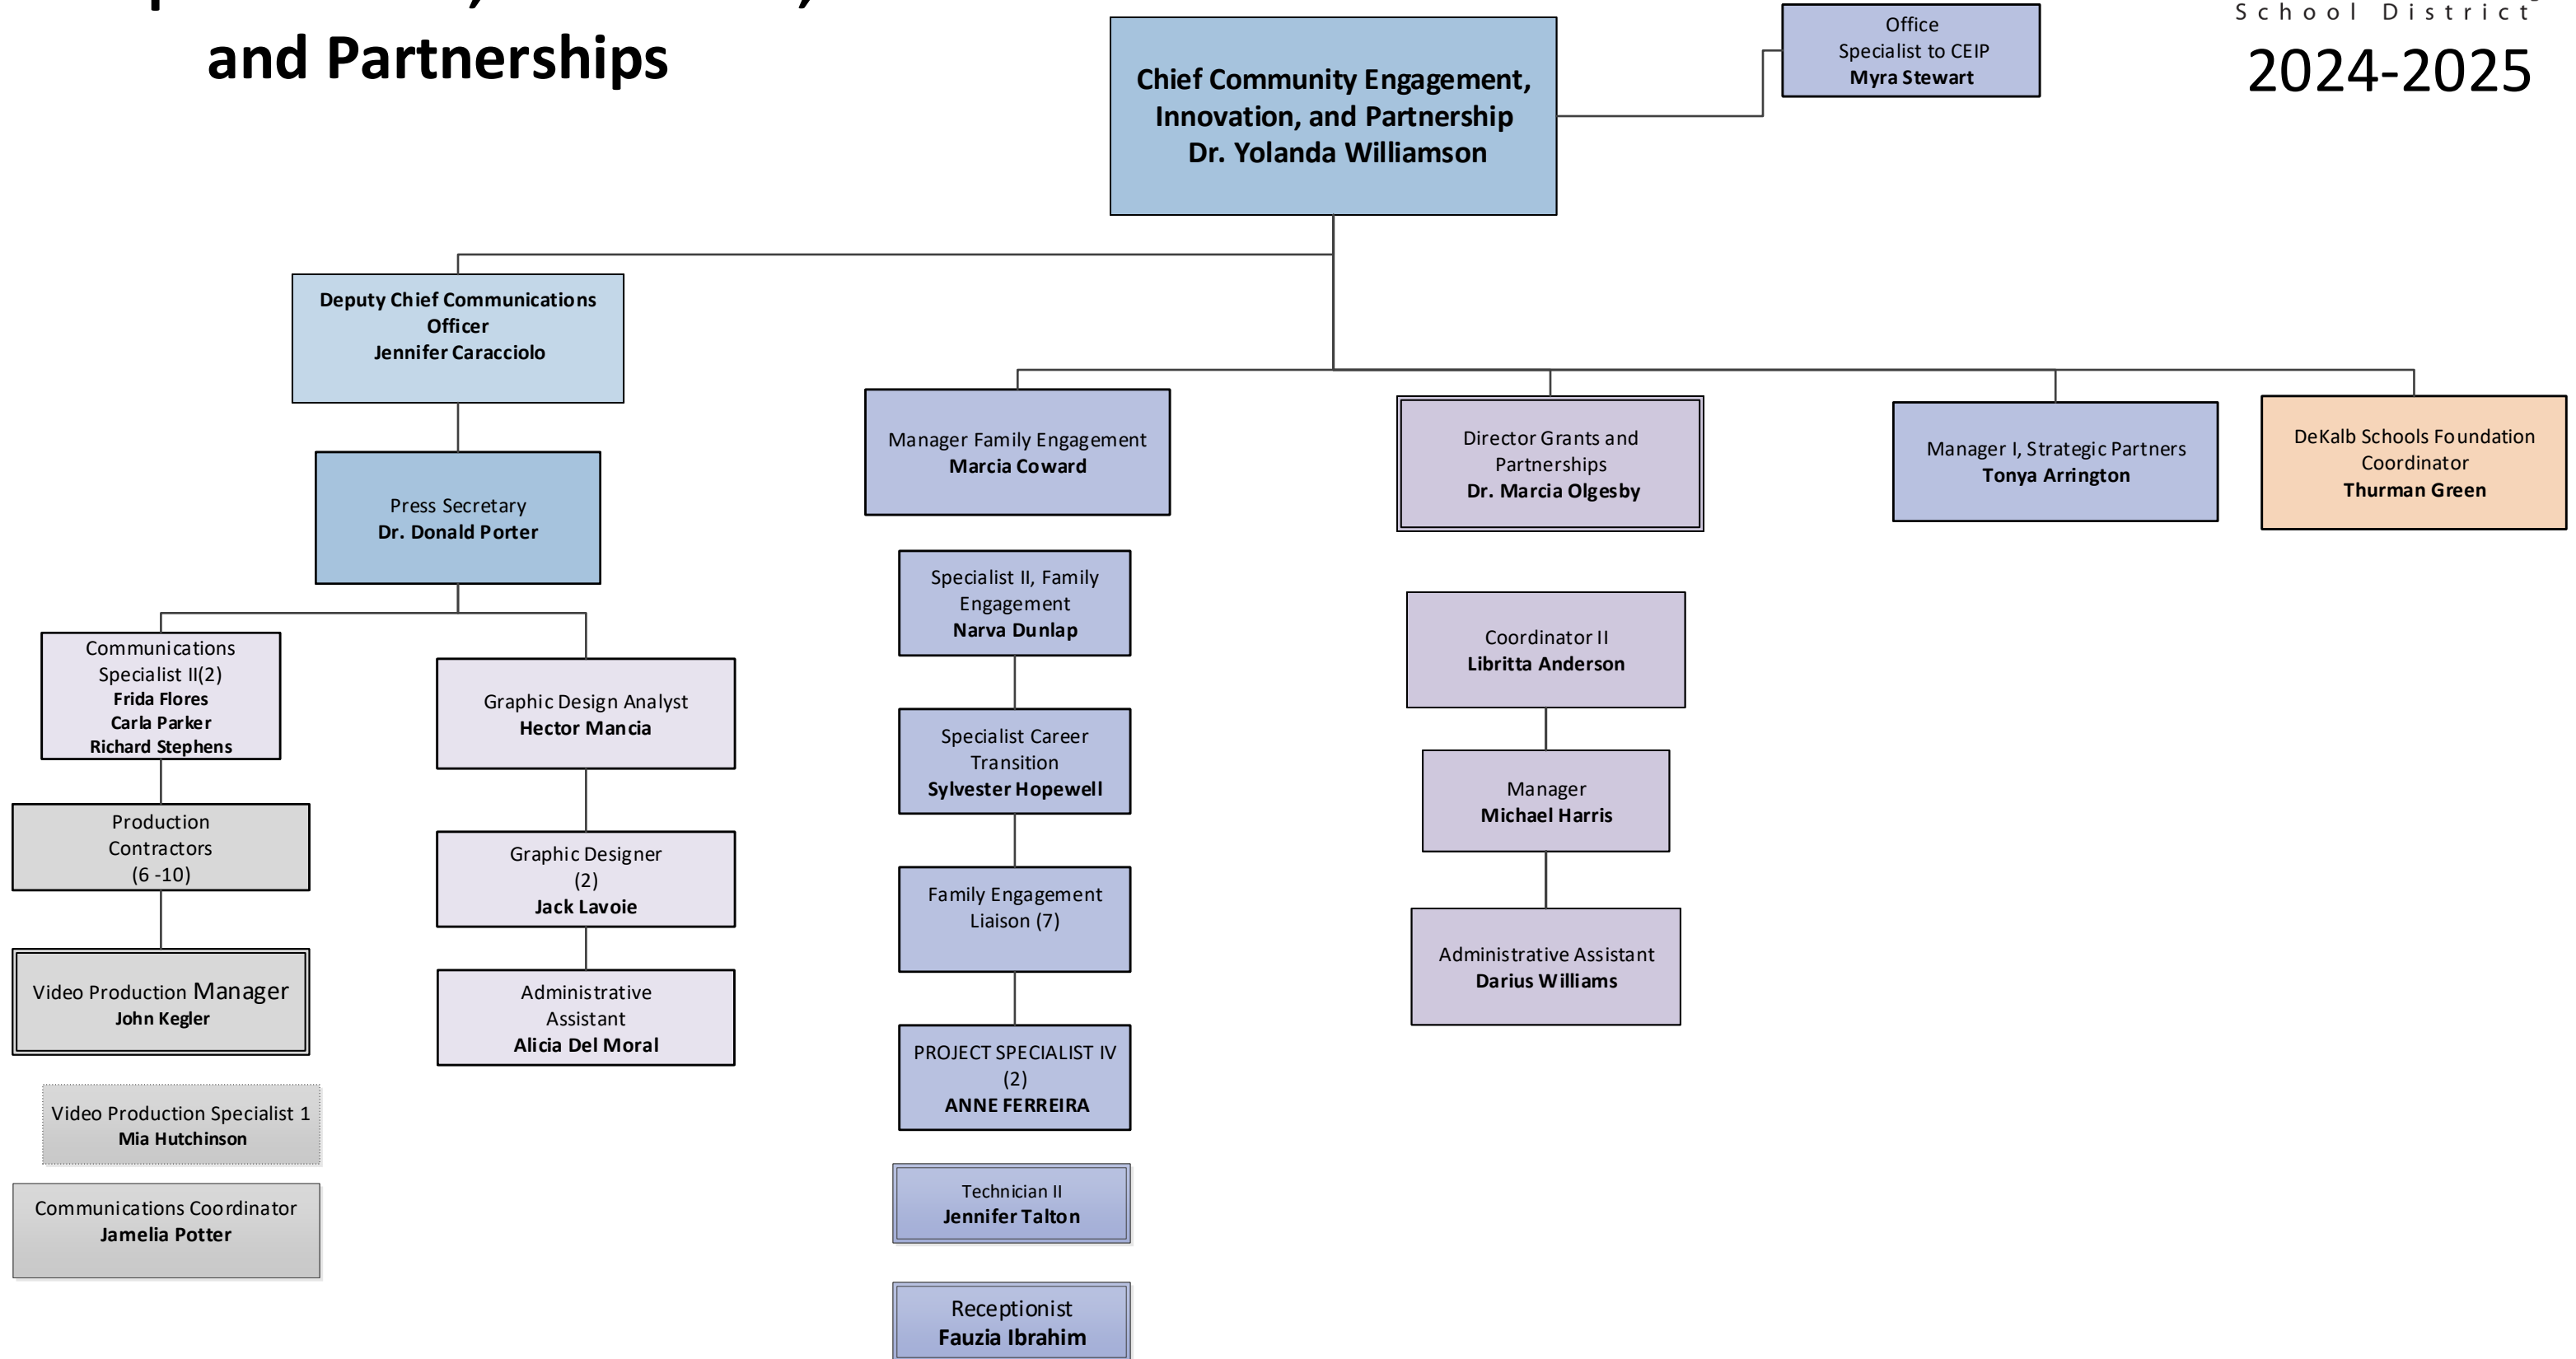 and Partnerships
School District
2024-2025
Chief Community Engagement,
Innovation, and Partnership
Dr. Yolanda Williamson
Office
Specialist to CEIP
Myra Stewart
Deputy Chief Communications
Officer
Jennifer Caracciolo
Press Secretary
Dr. Donald Porter
Manager Family Engagement
Marcia Coward
Director Grants and
Partnerships
Dr. Marcia Olgesby
Manager I, Strategic Partners
Tonya Arrington
DeKalb Schools Foundation
Coordinator
Thurman Green
Communications
Specialist II(2)
Frida Flores
Carla Parker
Richard Stephens
Production
Contractors
(6 -10)
Video Production Manager
John Kegler
Video Production Specialist 1
Mia Hutchinson
Communications Coordinator
Jamelia Potter
Graphic Design Analyst
Hector Mancia
Graphic Designer
(2)
Jack Lavoie
Administrative
Assistant
Alicia Del Moral
Specialist II, Family
Engagement
Narva Dunlap
Specialist Career
Transition
Sylvester Hopewell
Family Engagement
Liaison (7)
PROJECT SPECIALIST IV
(2)
ANNE FERREIRA
Technician II
Jennifer Talton
Receptionist
Fauzia Ibrahim
Coordinator II
Libritta Anderson
Manager
Michael Harris
Administrative Assistant
Darius Williams